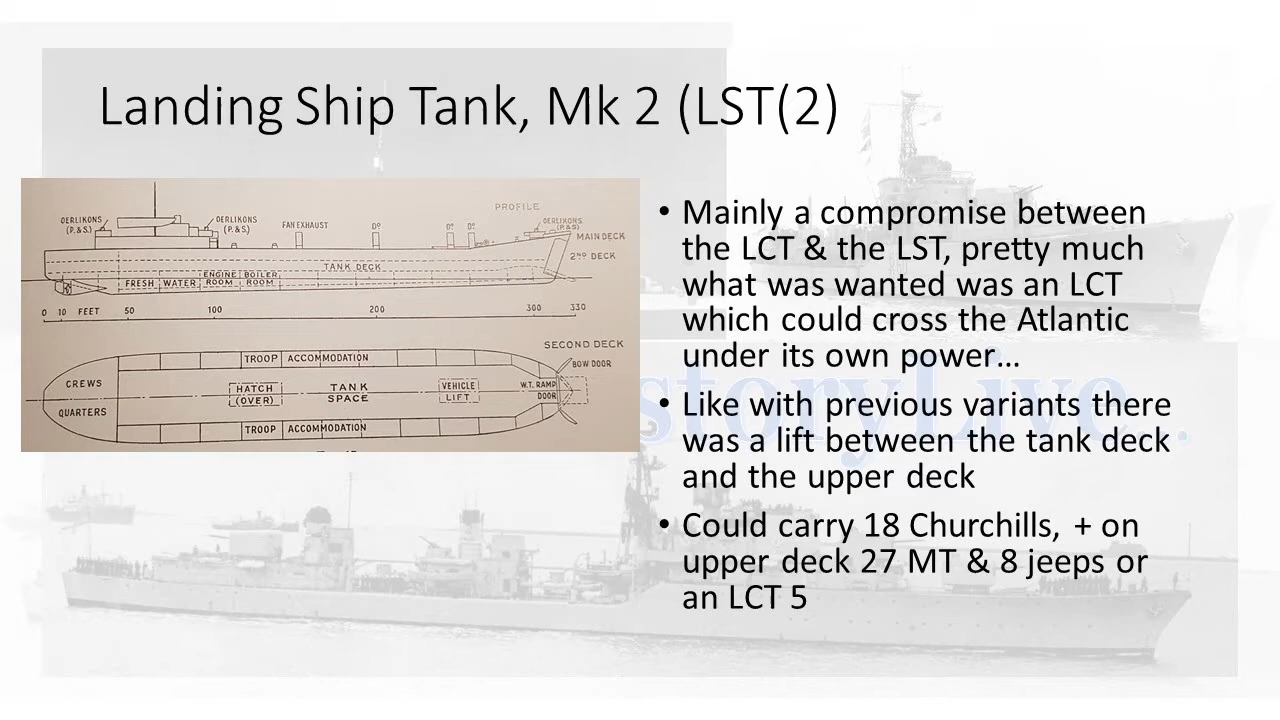 Landing Ship Tank, Mk 2 (LST(2)
PROFILE
OERLIKONS
(P.&S.)
OERLIKONS
(P.&S.)
FAN EXHAUST
Dº
Dº
Dº
OERLIKONS
(P.&S.)
MAIN DECK
2ND DECK
TANK DECK
ENGINE BOILER
FRESH WATER ROOM ROOM
0 10 FEET 50 100 200 300 330
SECOND DECK
BOW DOOR
TROOP ACCOMMODATION
CREWS
QUARTERS
HATCH
(OVER)
TANK
SPACE
VEHICLE
LIFT
W.T. RAMP
DOOR
TROOP ACCOMMODATION
• Mainly a compromise between
the LCT & the LST, pretty much
what was wanted was an LCT
which could cross the Atlantic
under its own power...
• Like with previous variants there
was a lift between the tank deck
and the upper deck
• Could carry 18 Churchills, + on
upper deck 27 MT & 8 jeeps or
an LCT 5
storyLive...